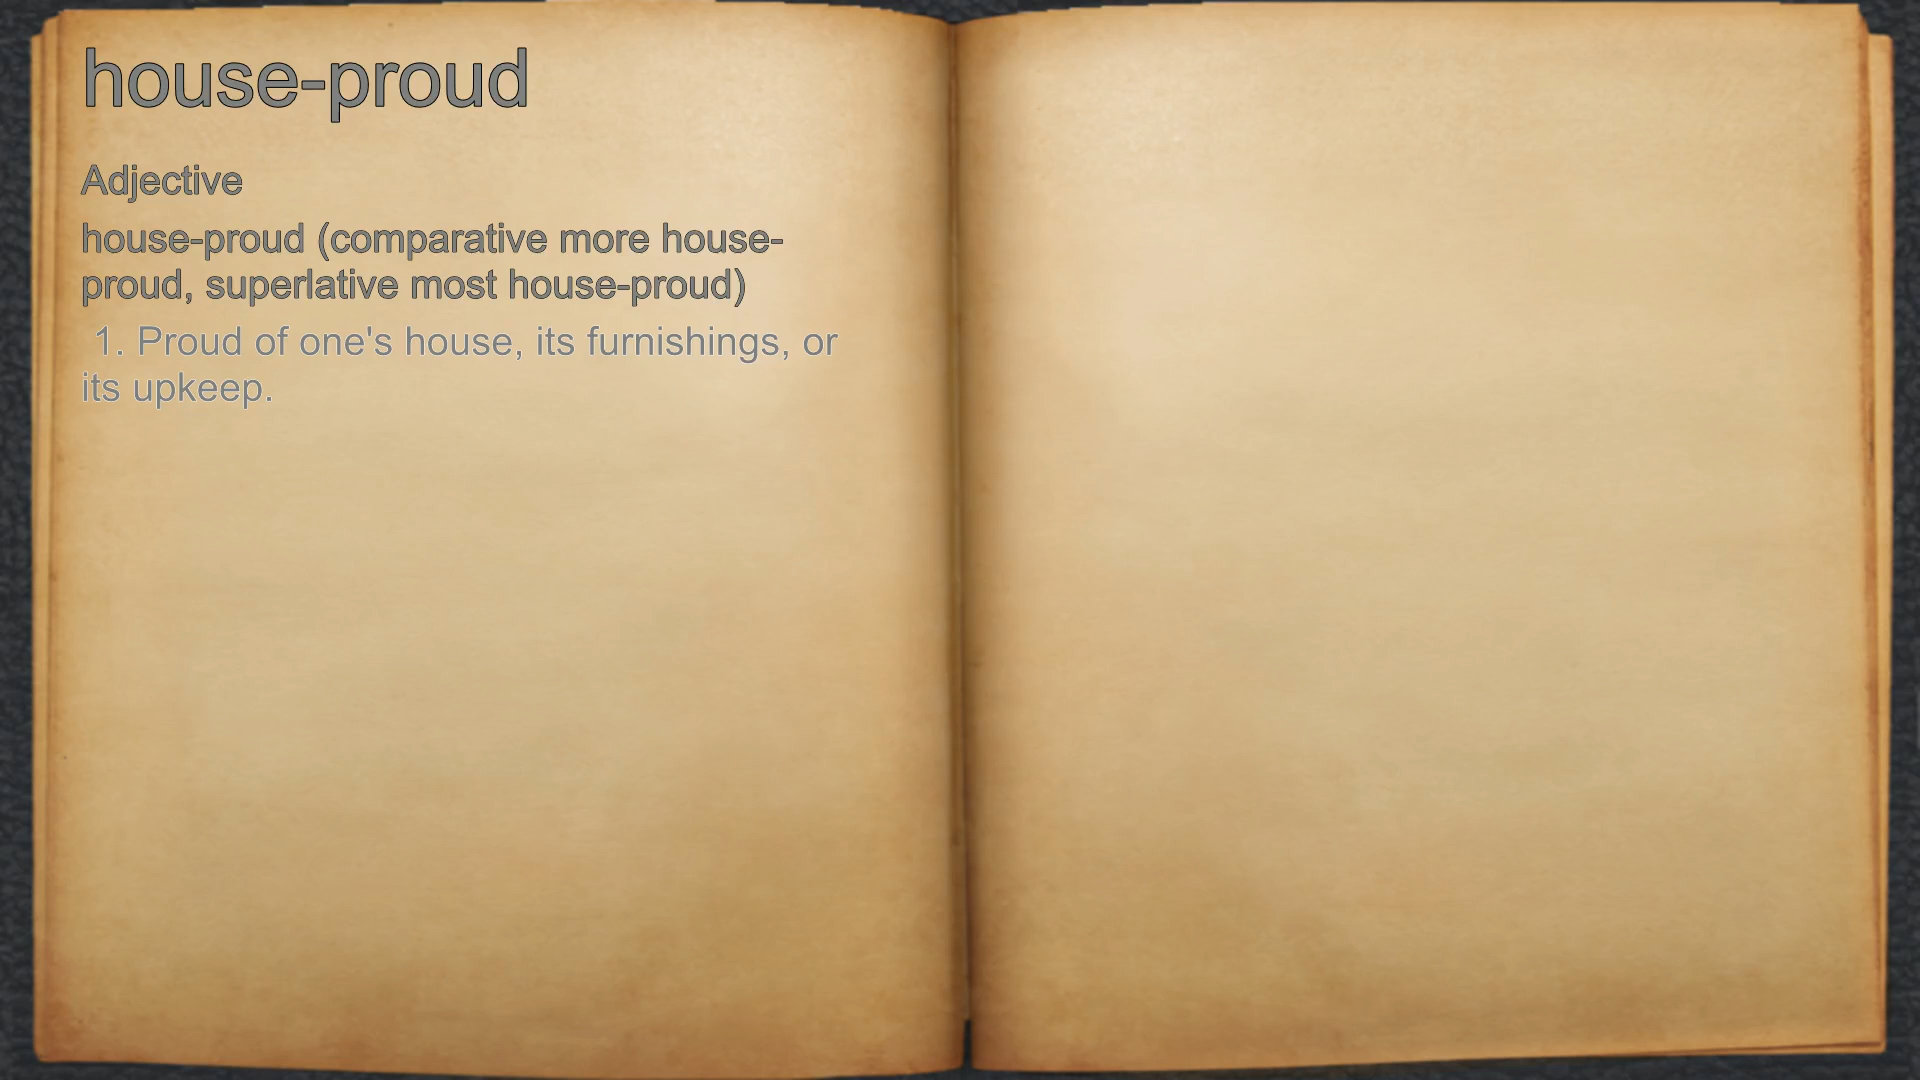 house-proud
Adjective
house-proud (comparative more house-
proud, superlative most house-proud)
1. Proud of one's house, its furnishings, or
its upkeep.